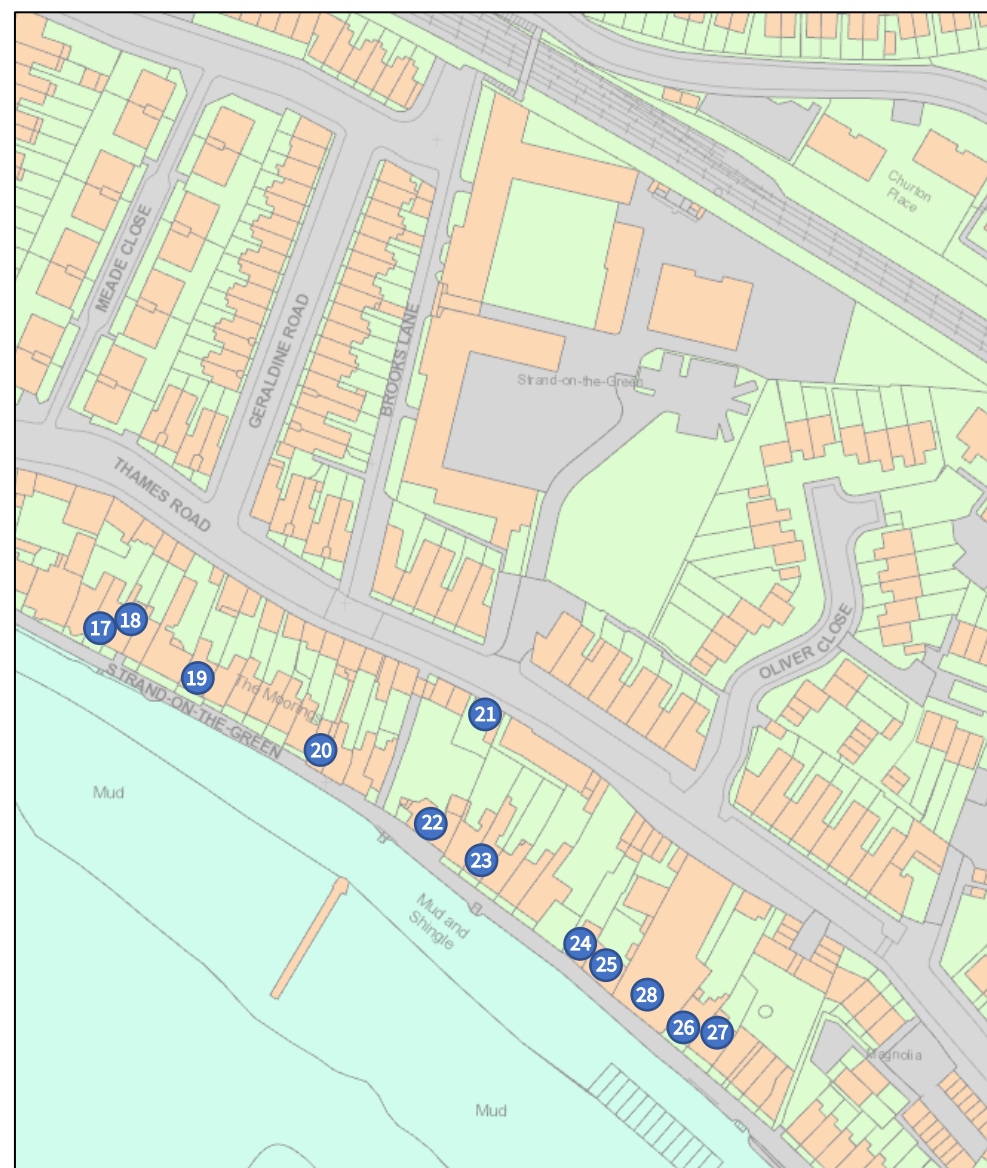 Churton
Place
MEADE CLOSE
GERALDINE ROAD
BROOKS LANE
Strand-on-the-Green
THAMES ROAD
OLIVER CLOSE
17
18
19
The Moorings
STRAND-ON-THE-GREEN
20
21
Mud
22
23
Mud and
Shingle
24
25
28
26
27
Magnolia
Mud